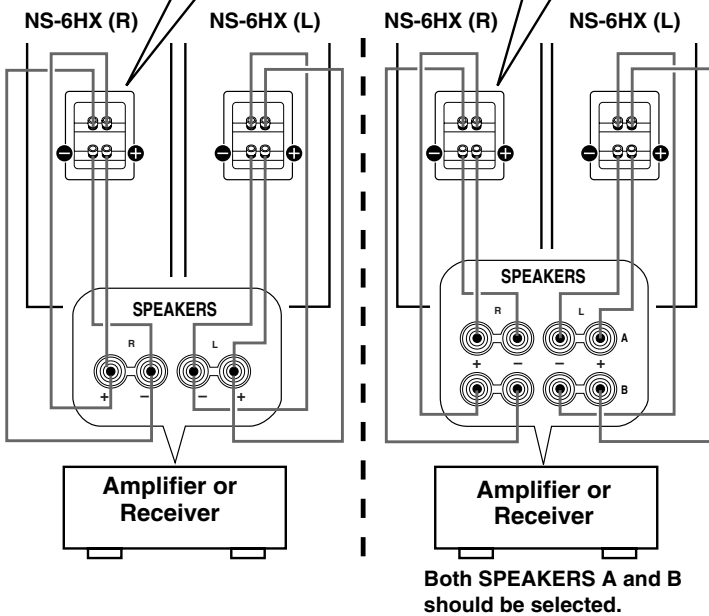 NS-6HX (R)
NS-6HX (L)
− +
SPEAKERS
R
L
+ − − +
Amplifier or
Receiver
NS-6HX (R)
NS-6HX (L)
− +
SPEAKERS
R
L
A
+ − − +
B
Amplifier or
Receiver
Both SPEAKERS A and B
should be selected.